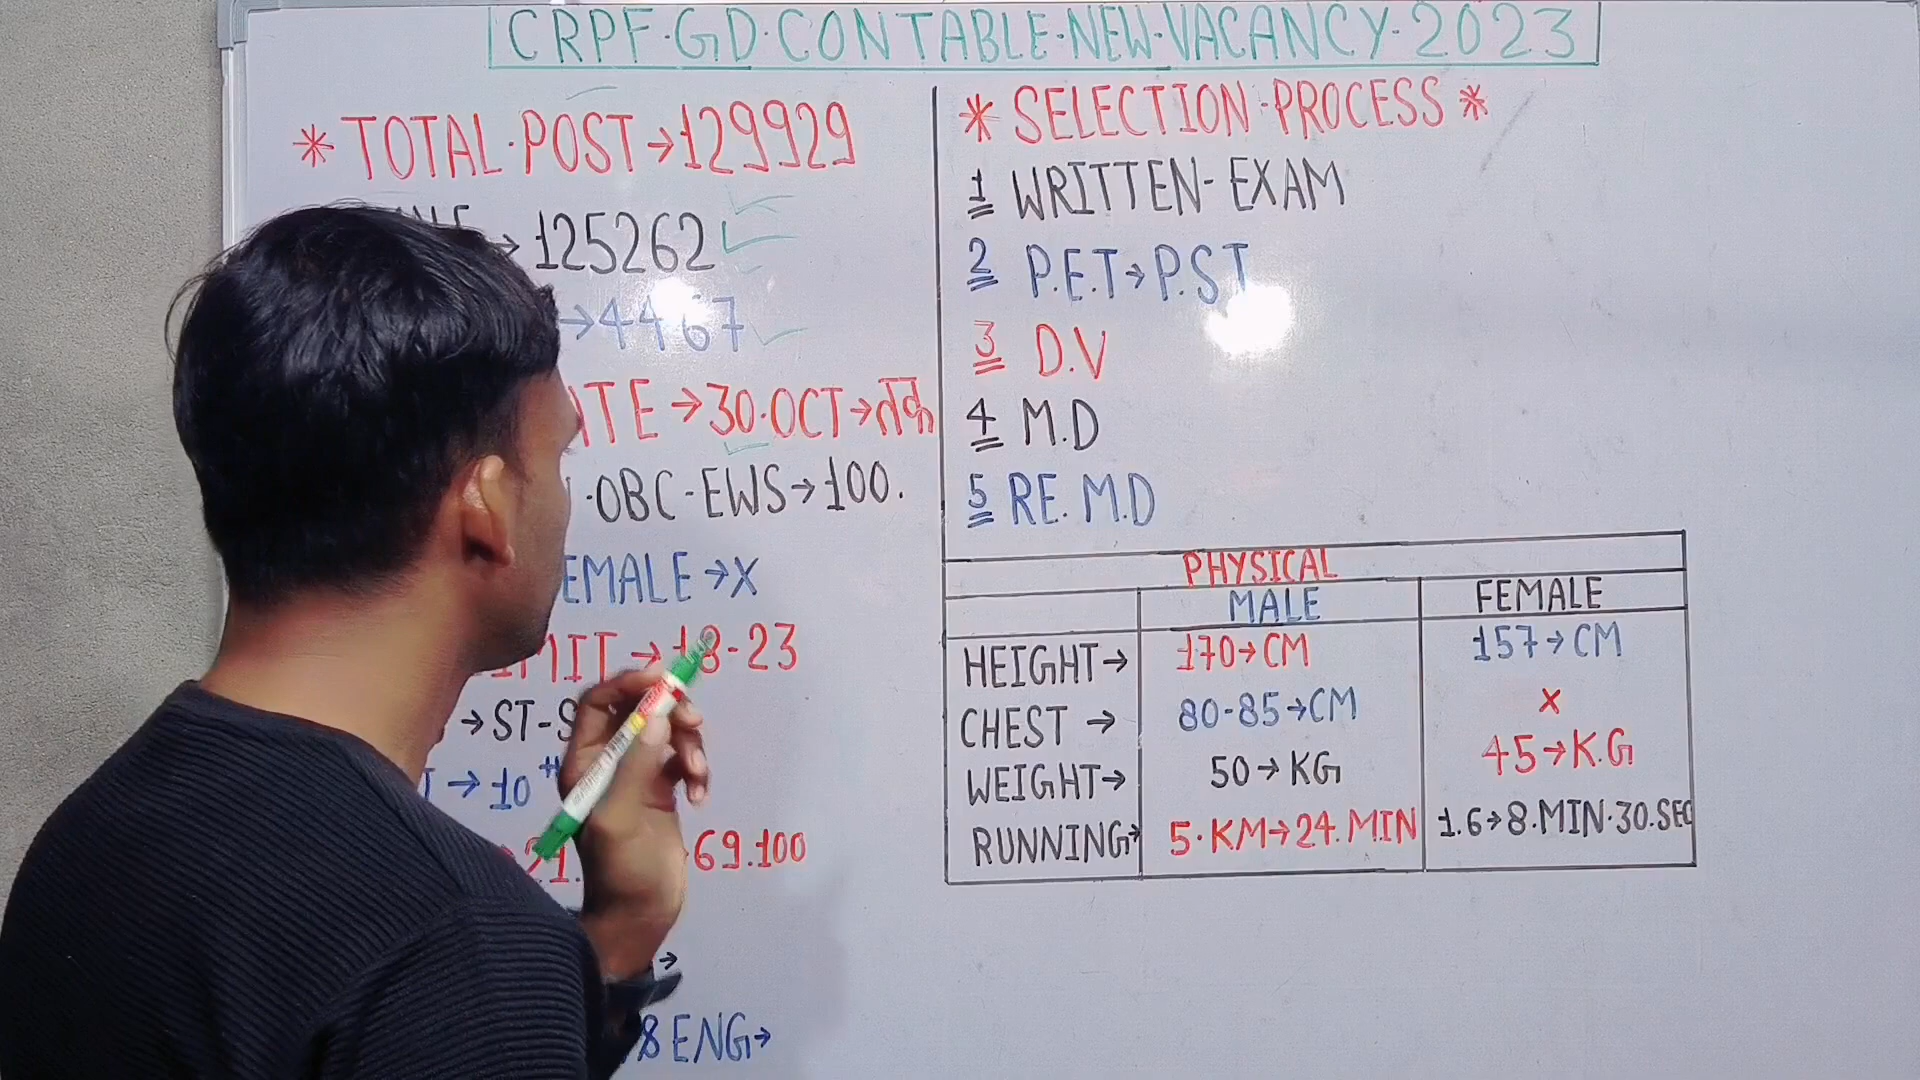 CRPF·GD·CONTABLE·NEW·VACANCY·2023
* TOTAL·POST→129929
→125262
→4467
ATE→30·OCT→तक
·OBC-EWS→100.
EMALE→X
IMIT→18-23
→ST-S
→10th
21.
69.100
→
8 ENG→
* SELECTION·PROCESS *
1 WRITTEN-EXAM
2 P.E.T→P.S.T
3 D.V
4 M.D
5 RE.M.D
PHYSICAL
MALE FEMALE
HEIGHT→ 170→CM 157→CM
CHEST→ 80-85→CM X
WEIGHT→ 50→KG 45→K.G
RUNNING→ 5·KM→24.MIN 1.6→8.MIN·30.SEC